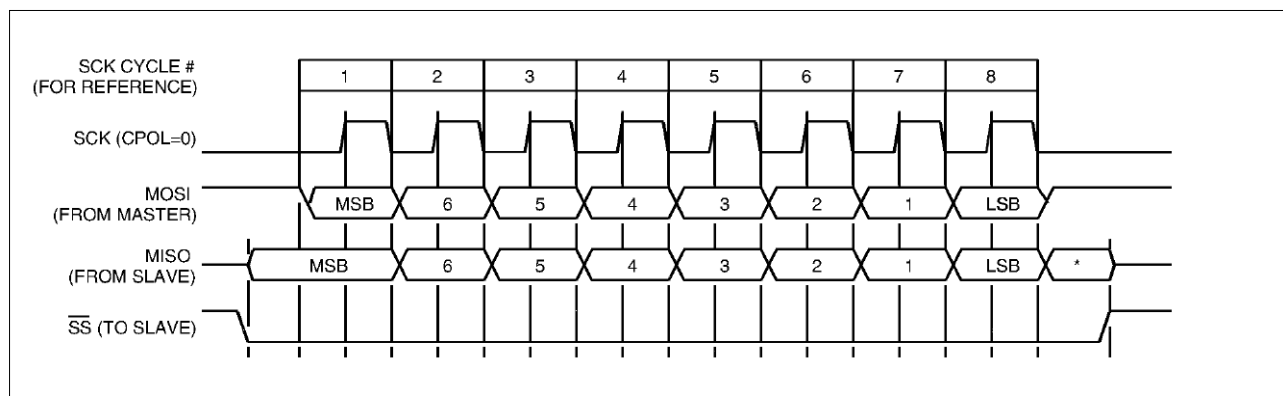 SCK CYCLE #
(FOR REFERENCE)
1 2 3 4 5 6 7 8
SCK (CPOL=0)
MOSI
(FROM MASTER)
MSB 6 5 4 3 2 1 LSB
MISO
(FROM SLAVE)
MSB 6 5 4 3 2 1 LSB *
S̅S̅ (TO SLAVE)